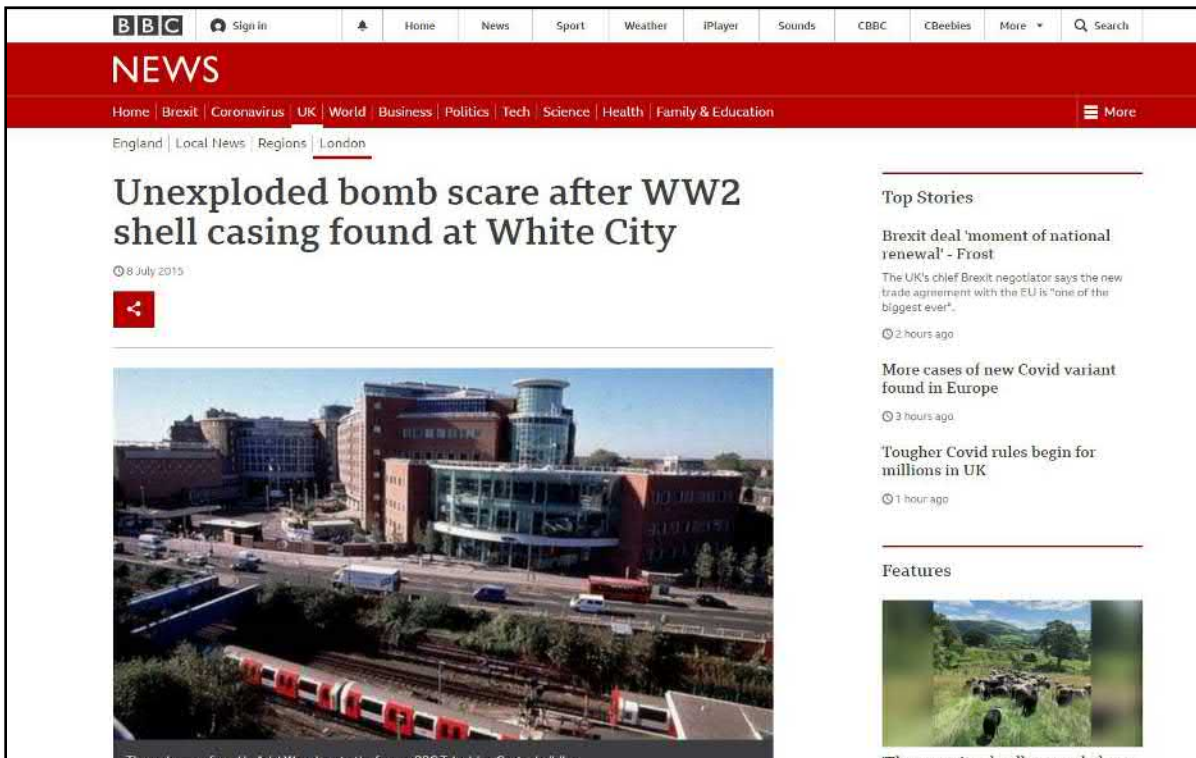 BBC Sign in Home News Sport Weather iPlayer Sounds CBBC CBeebies More Search
NEWS
Home Brexit Coronavirus UK World Business Politics Tech Science Health Family & Education More
England Local News Regions London
Unexploded bomb scare after WW2
shell casing found at White City
8 July 2015
Top Stories
Brexit deal 'moment of national
renewal' - Frost
The UK's chief Brexit negotiator says the new
trade agreement with the EU is "one of the
biggest ever".
2 hours ago
More cases of new Covid variant
found in Europe
3 hours ago
Tougher Covid rules begin for
millions in UK
1 hour ago
Features